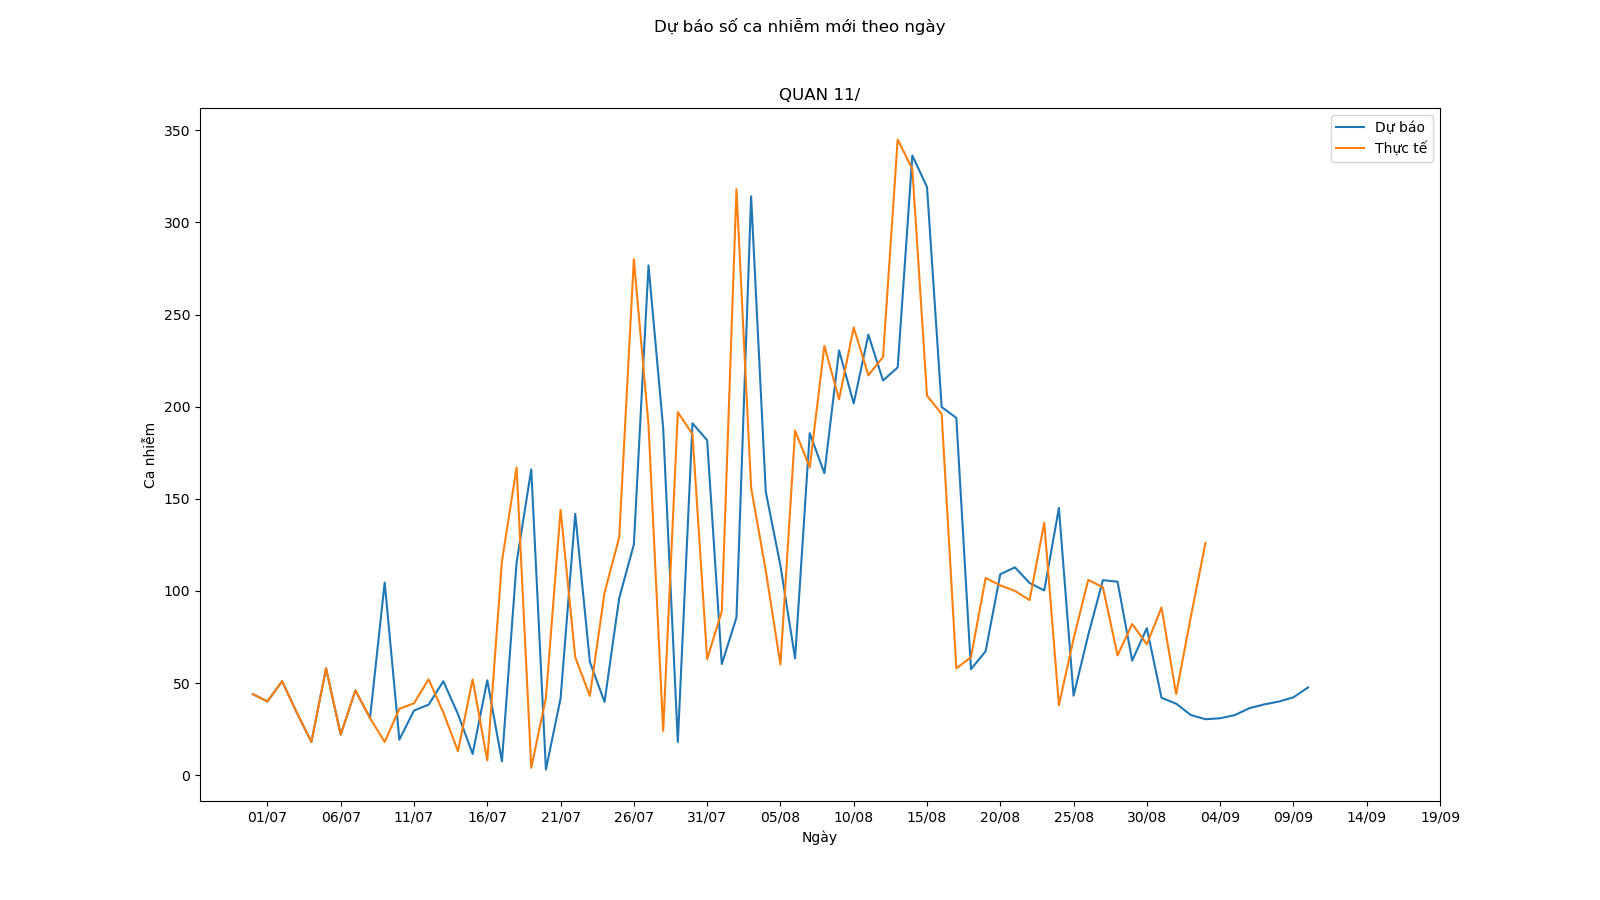 Dự báo số ca nhiễm mới theo ngày
QUAN 11/
Dự báo
Thực tế
Ca nhiễm
350
300
250
200
150
100
50
0
01/07 06/07 11/07 16/07 21/07 26/07 31/07 05/08 10/08 15/08 20/08 25/08 30/08 04/09 09/09 14/09 19/09
Ngày